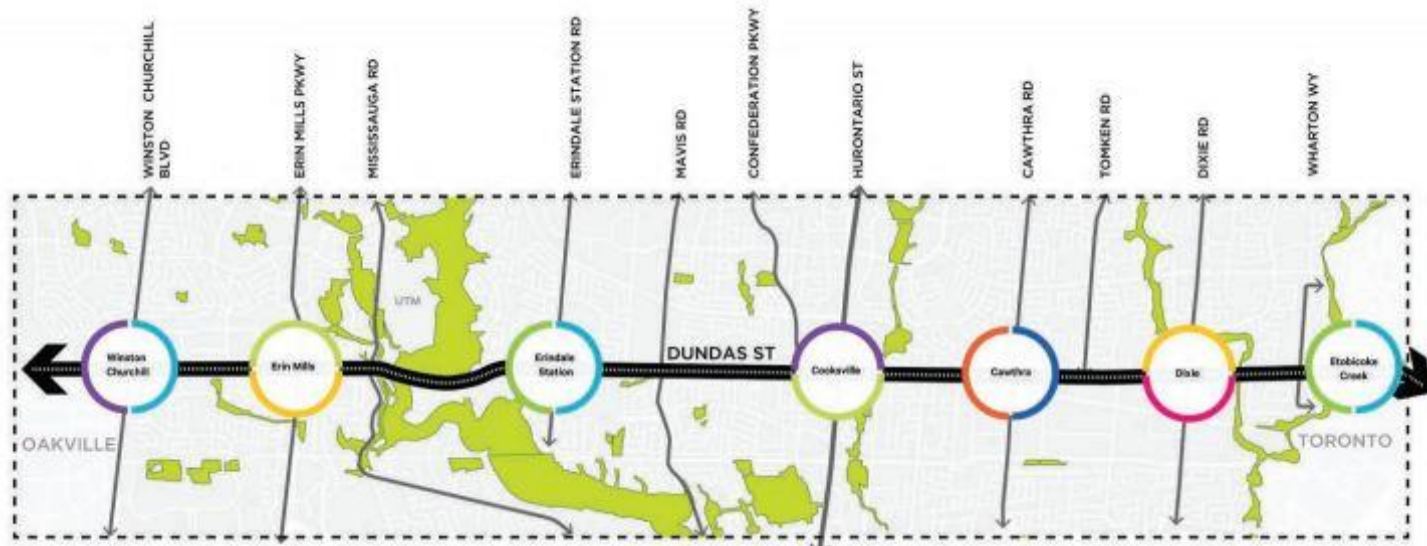 WINSTON CHURCHILL
BLVD
ERIN MILLS PKWY
MISSISSAUGA RD
ERINDALE STATION RD
MAVIS RD
CONFEDERATION PKWY
HURONTARIO ST
CAWTHRA RD
TOMKEN RD
DIXIE RD
WHARTON WY
UTM
DUNDAS ST
Winston
Churchill
Erin Mills
Erindale
Station
Cooksville
Cawthra
Dixie
Etobicoke
Creek
OAKVILLE
TORONTO